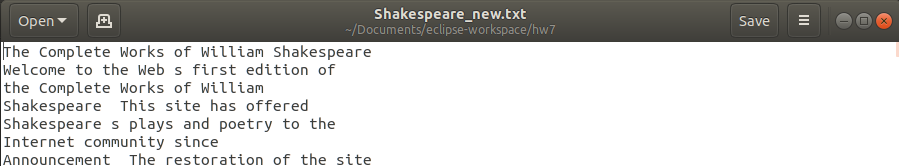 Open
Shakespeare_new.txt
~/Documents/eclipse-workspace/hw7
Save
The Complete Works of William Shakespeare
Welcome to the Web s first edition of
the Complete Works of William
Shakespeare  This site has offered
Shakespeare s plays and poetry to the
Internet community since
Announcement  The restoration of the site